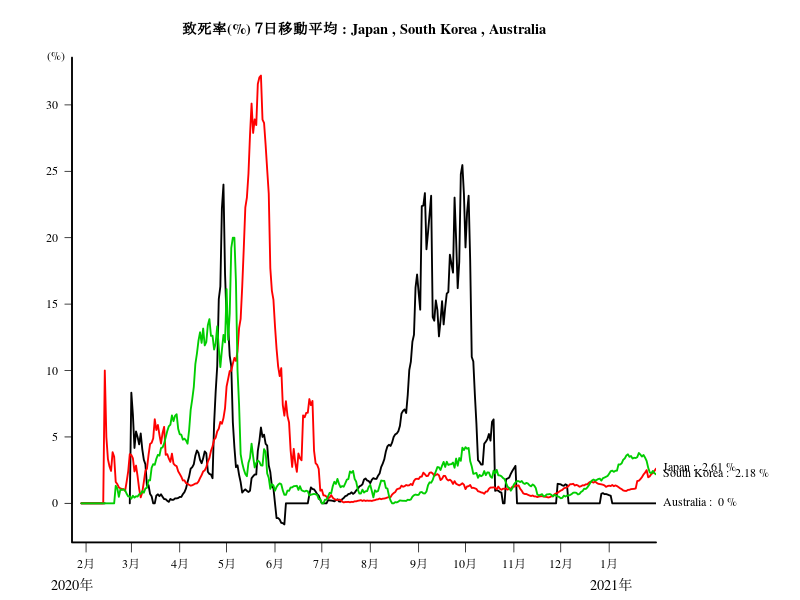 致死率(%) 7日移動平均 : Japan , South Korea , Australia
(%)
30
25
20
15
10
5
0
Japan : 2.61 %
South Korea : 2.18 %
Australia : 0 %
2月 3月 4月 5月 6月 7月 8月 9月 10月 11月 12月 1月
2020年 2021年